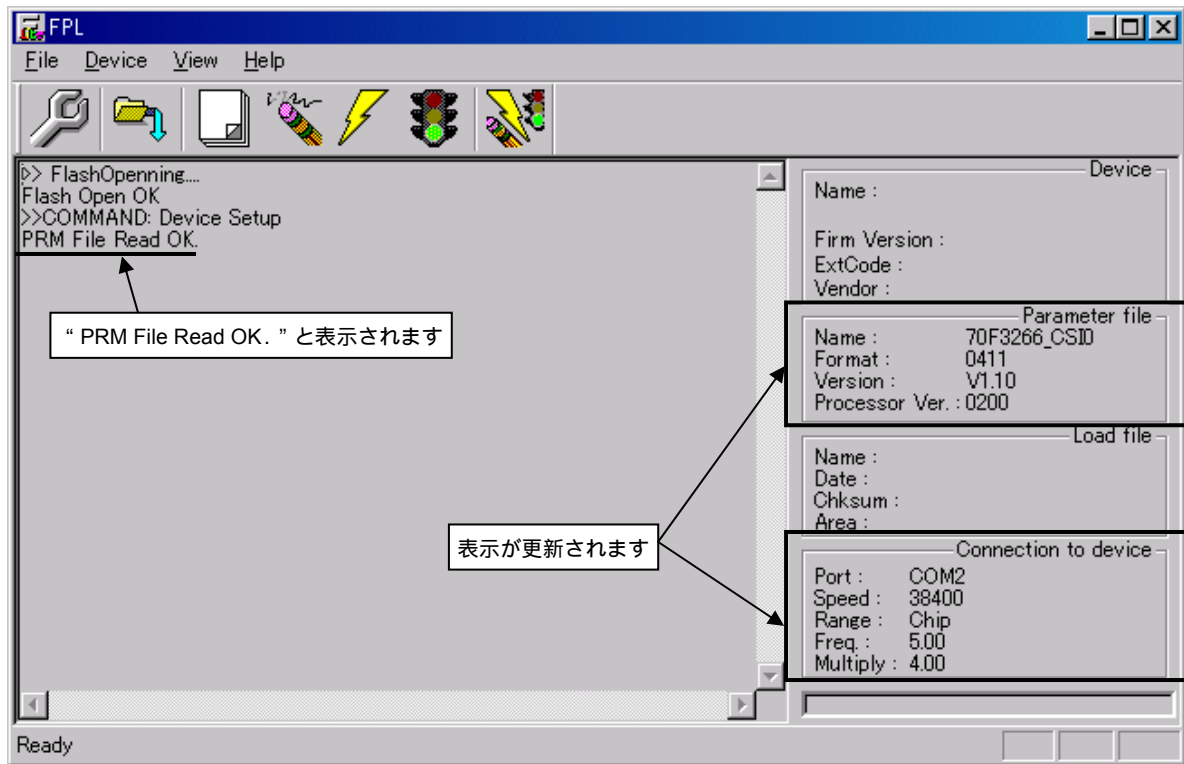 FPL
File Device View Help
>> FlashOpenning....
Flash Open OK
>>COMMAND: Device Setup
PRM File Read OK.
“ PRM File Read OK．” と表示されます
表示が更新されます
Device
Name :
Firm Version :
ExtCode :
Vendor :
Parameter file
Name : 70F3266_CSI0
Format : 0411
Version : V1.10
Processor Ver. : 0200
Load file
Name :
Date :
Chksum :
Area :
Connection to device
Port : COM2
Speed : 38400
Range : Chip
Freq. : 5.00
Multiply : 4.00
Ready